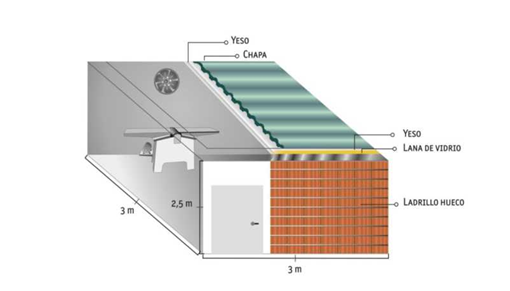 YESO
CHAPA
YESO
LANA DE VIDRIO
LADRILLO HUECO
2,5 m
3 m
3 m